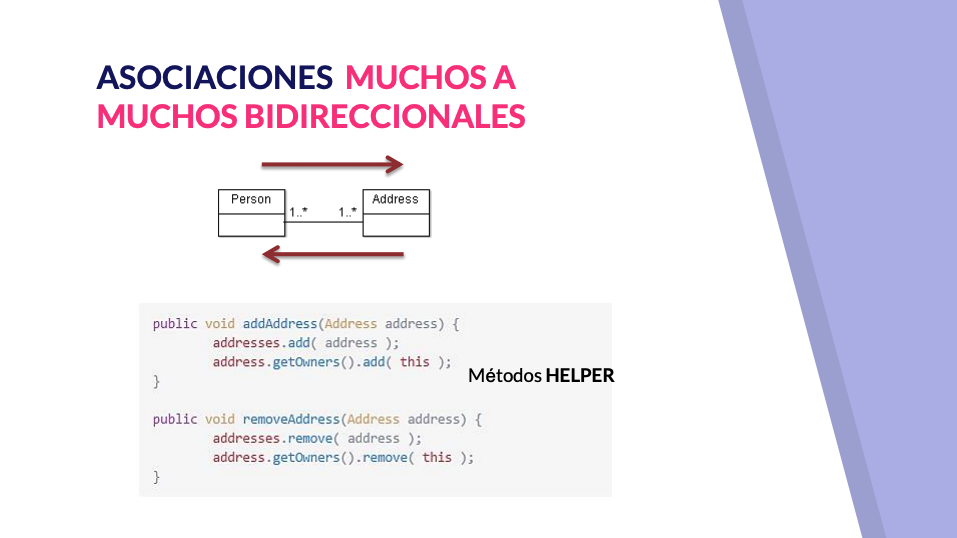 ASOCIACIONES MUCHOS A
MUCHOS BIDIRECCIONALES
Person
Address
1..*
1..*
public void addAddress(Address address) {
addresses.add( address );
address.getOwners().add( this );
}
Métodos HELPER
public void removeAddress(Address address) {
addresses.remove( address );
address.getOwners().remove( this );
}